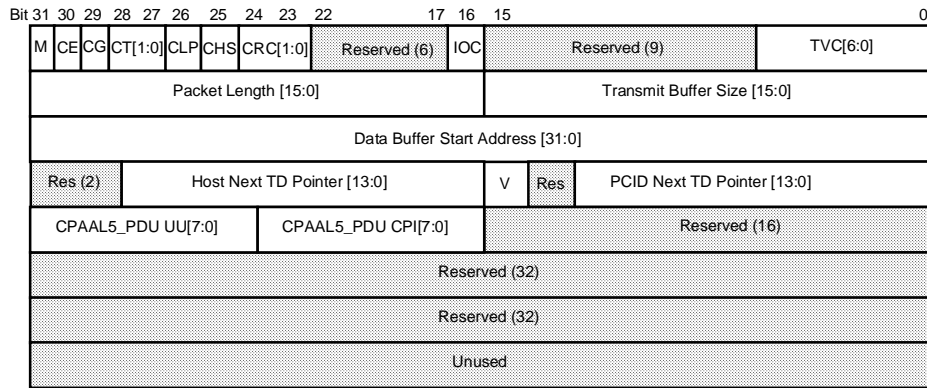 Bit 31 30 29 28 27 26 25 24 23 22 17 16 15 0
M CE CG CT[1:0] CLP CHS CRC[1:0] Reserved (6) IOC Reserved (9) TVC[6:0]
Packet Length [15:0] Transmit Buffer Size [15:0]
Data Buffer Start Address [31:0]
Res (2) Host Next TD Pointer [13:0] V Res PCID Next TD Pointer [13:0]
CPAAL5_PDU UU[7:0] CPAAL5_PDU CPI[7:0] Reserved (16)
Reserved (32)
Reserved (32)
Unused